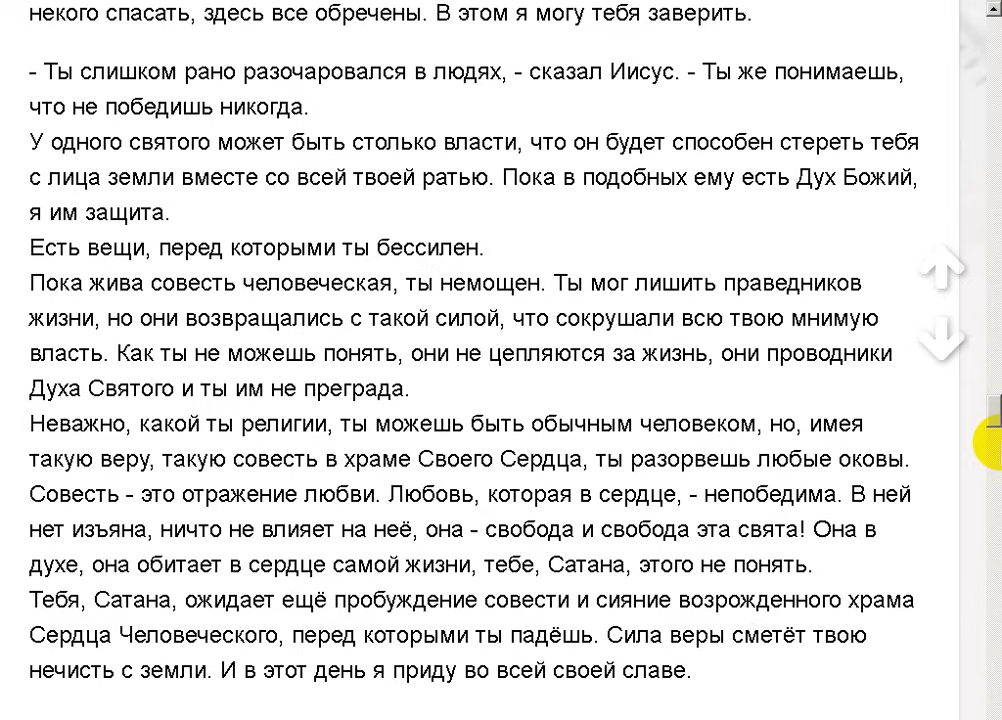 некого спасать, здесь все обречены. В этом я могу тебя заверить.
- Ты слишком рано разочаровался в людях, - сказал Иисус. - Ты же понимаешь,
что не победишь никогда.
У одного святого может быть столько власти, что он будет способен стереть тебя
с лица земли вместе со всей твоей ратью. Пока в подобных ему есть Дух Божий,
я им защита.
Есть вещи, перед которыми ты бессилен.
Пока жива совесть человеческая, ты немощен. Ты мог лишить праведников
жизни, но они возвращались с такой силой, что сокрушали всю твою мнимую
власть. Как ты не можешь понять, они не цепляются за жизнь, они проводники
Духа Святого и ты им не преграда.
Неважно, какой ты религии, ты можешь быть обычным человеком, но, имея
такую веру, такую совесть в храме Своего Сердца, ты разорвешь любые оковы.
Совесть - это отражение любви. Любовь, которая в сердце, - непобедима. В ней
нет изъяна, ничто не влияет на неё, она - свобода и свобода эта свята! Она в
духе, она обитает в сердце самой жизни, тебе, Сатана, этого не понять.
Тебя, Сатана, ожидает ещё пробуждение совести и сияние возрожденного храма
Сердца Человеческого, перед которыми ты падёшь. Сила веры сметёт твою
нечисть с земли. И в этот день я приду во всей своей славе.